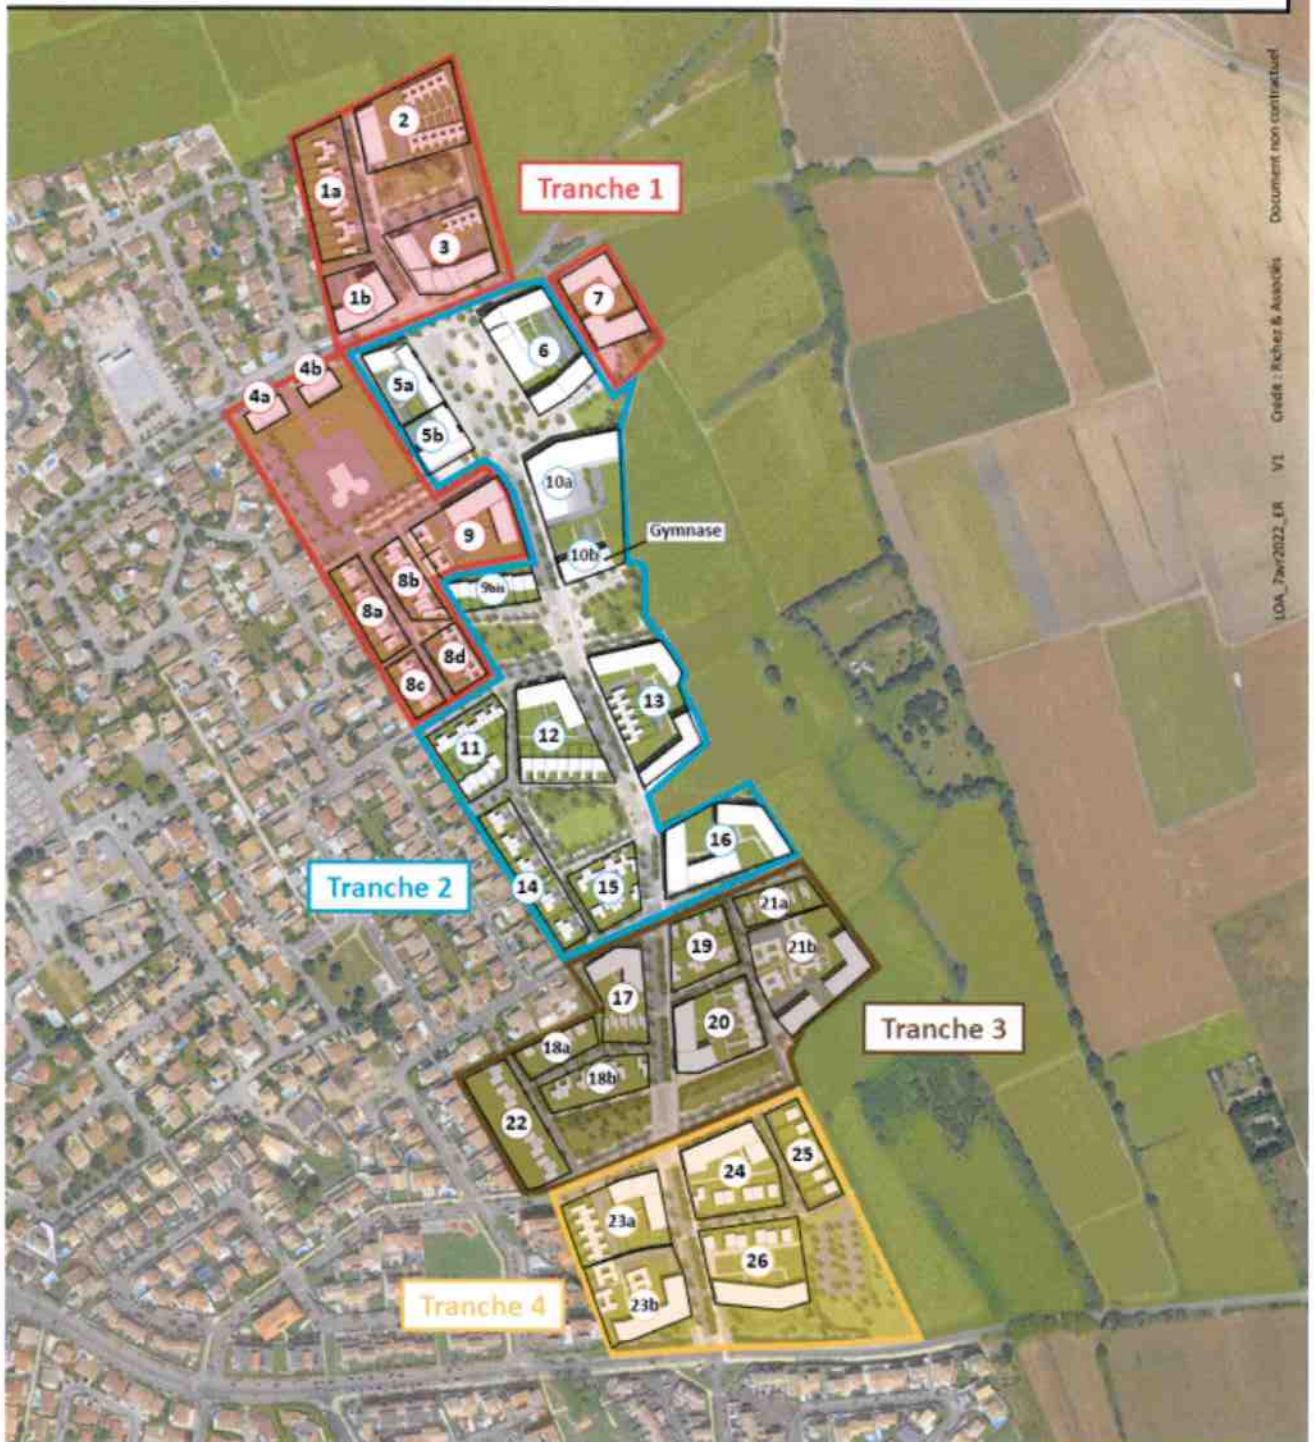 2
Tranche 1
1a
3
1b
7
6
4b
5a
4a
5b
10a
9
Gymnase
10b
8b
9bis
8a
8d
8c
13
12
11
16
Tranche 2
14
15
21a
19
21b
17
20
Tranche 3
18a
18b
22
25
24
23a
26
Tranche 4
23b
LOA_7avr2022_ER V1 Crédit : Richez & Associés Document non contractuel